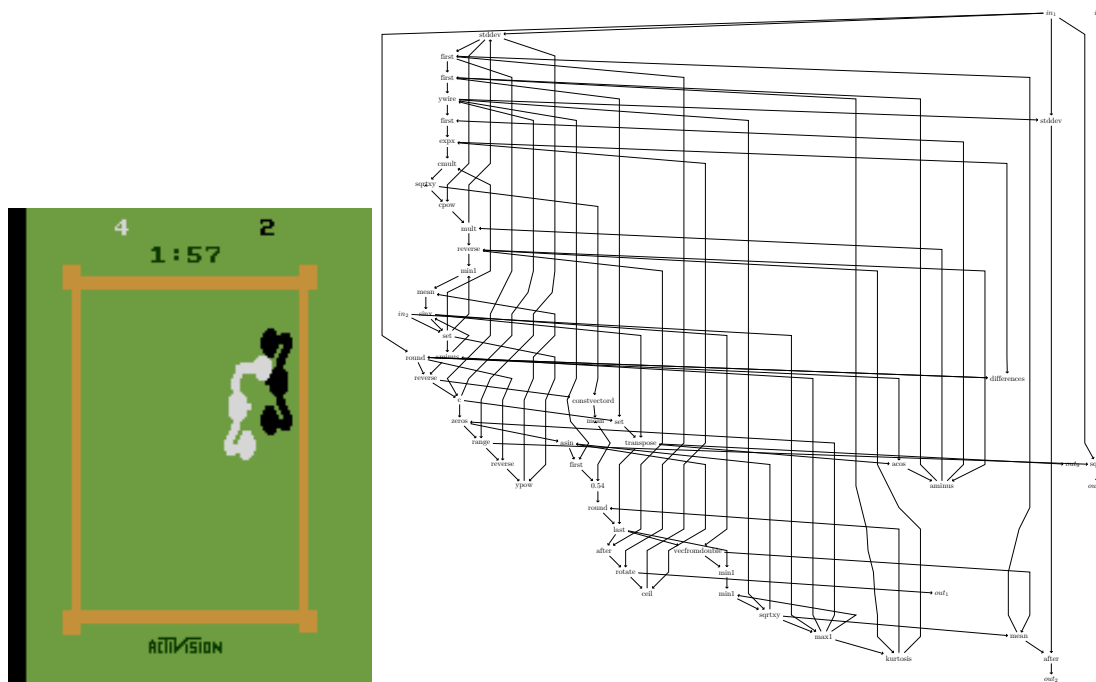 4 2
1:57
ACTIVISION
in₁
stddev
first
first
ywire
stddev
first
expx
cmult
sqrtxy
cpow
mult
reverse
min1
mean
in₂ sinx
set
round aminus
reverse differences
c constvectord
zeros mean set
range asin transpose
reverse first acos
ypow 0.54 aminus
round
last
after vecfromdouble
rotate min1
ceil min1 out₁
sqrtxy
max1 mean
kurtosis after
out₂